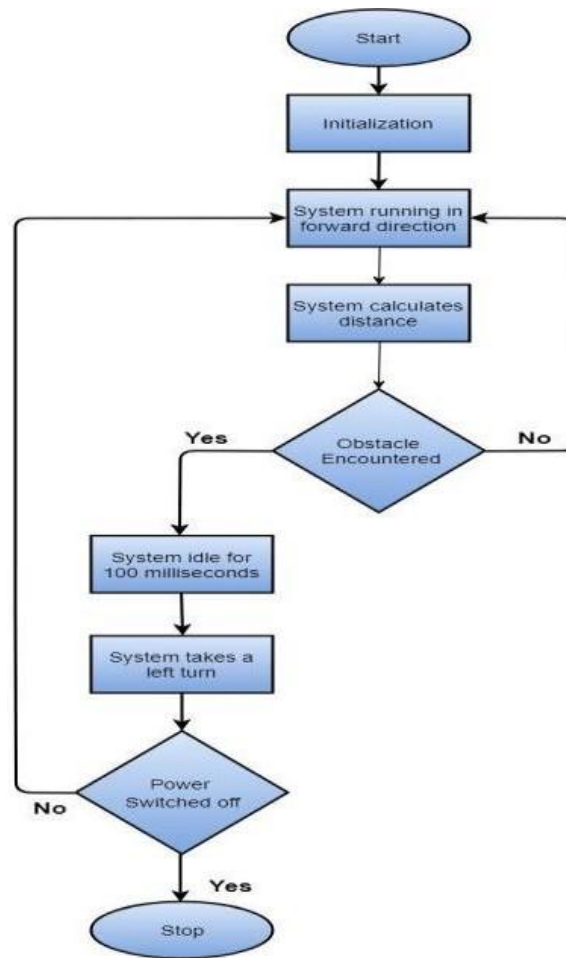 Start
Initialization
System running in
forward direction
System calculates
distance
Obstacle
Encountered
Yes
No
System idle for
100 milliseconds
System takes a
left turn
Power
Switched off
No
Yes
Stop